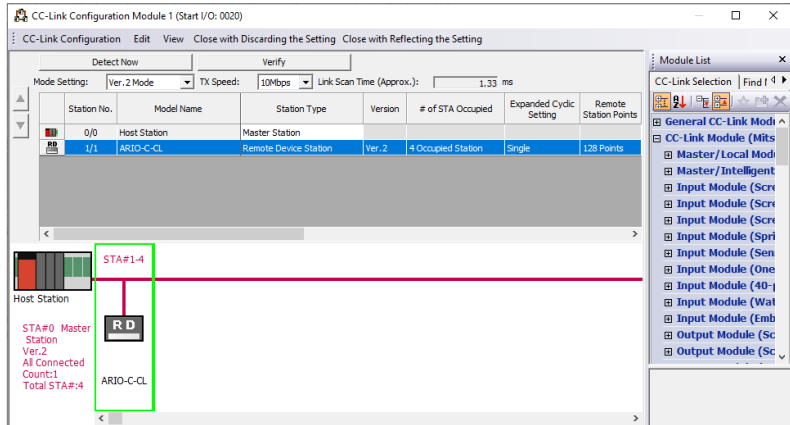 CC-Link Configuration Module 1 (Start I/O: 0020)
CC-Link Configuration Edit View Close with Discarding the Setting Close with Reflecting the Setting
Detect Now Verify
Mode Setting: Ver.2 Mode TX Speed: 10Mbps Link Scan Time (Approx.): 1.33 ms
Station No. Model Name Station Type Version # of STA Occupied Expanded Cyclic Setting Remote Station Points
0/0 Host Station Master Station
RD 1/1 ARIO-C-CL Remote Device Station Ver.2 4 Occupied Station Single 128 Points
STA#1-4
Host Station
STA#0 Master
Station
Ver.2
All Connected
Count:1
Total STA#:4
RD
ARIO-C-CL
Module List
CC-Link Selection Find
General CC-Link Modu
CC-Link Module (Mits
Master/Local Modu
Master/Intelligent
Input Module (Scre
Input Module (Scre
Input Module (Scre
Input Module (Spri
Input Module (Sen
Input Module (One
Input Module (40-
Input Module (Wat
Input Module (Emb
Output Module (Sc
Output Module (Sc